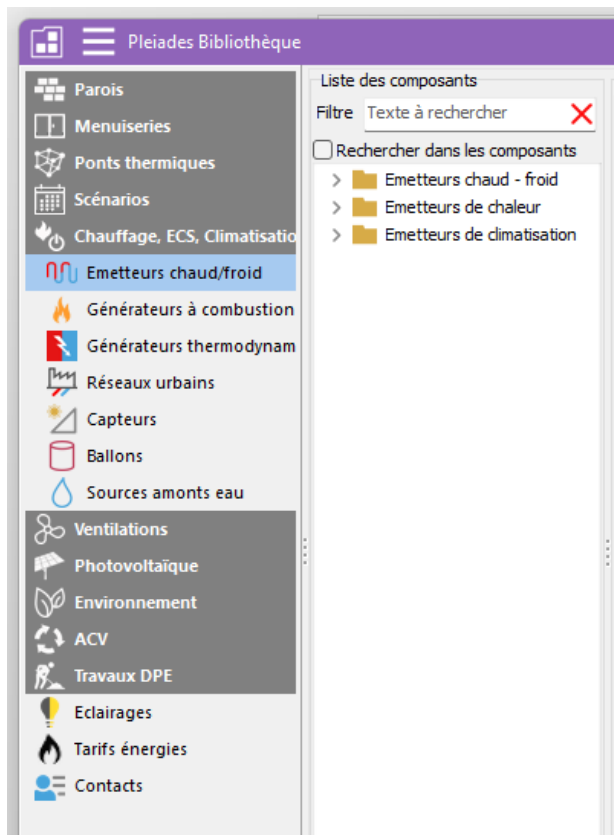 Pleiades Bibliothèque
Parois
Menuiseries
Ponts thermiques
Scénarios
Chauffage, ECS, Climatisatio
Emetteurs chaud/froid
Générateurs à combustion
Générateurs thermodynam
Réseaux urbains
Capteurs
Ballons
Sources amonts eau
Ventilations
Photovoltaïque
Environnement
ACV
Travaux DPE
Eclairages
Tarifs énergies
Contacts
Liste des composants
Filtre Texte à rechercher
Rechercher dans les composants
Emetteurs chaud - froid
Emetteurs de chaleur
Emetteurs de climatisation